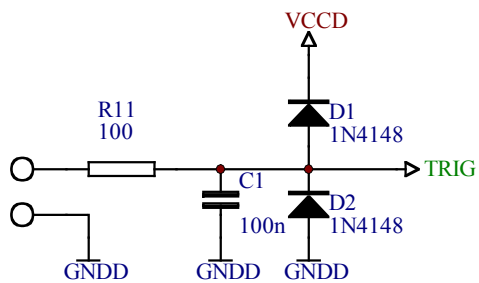 VCCD
R11
100
D1
1N4148
TRIG
C1
100n
D2
1N4148
GNDD
GNDD
GNDD